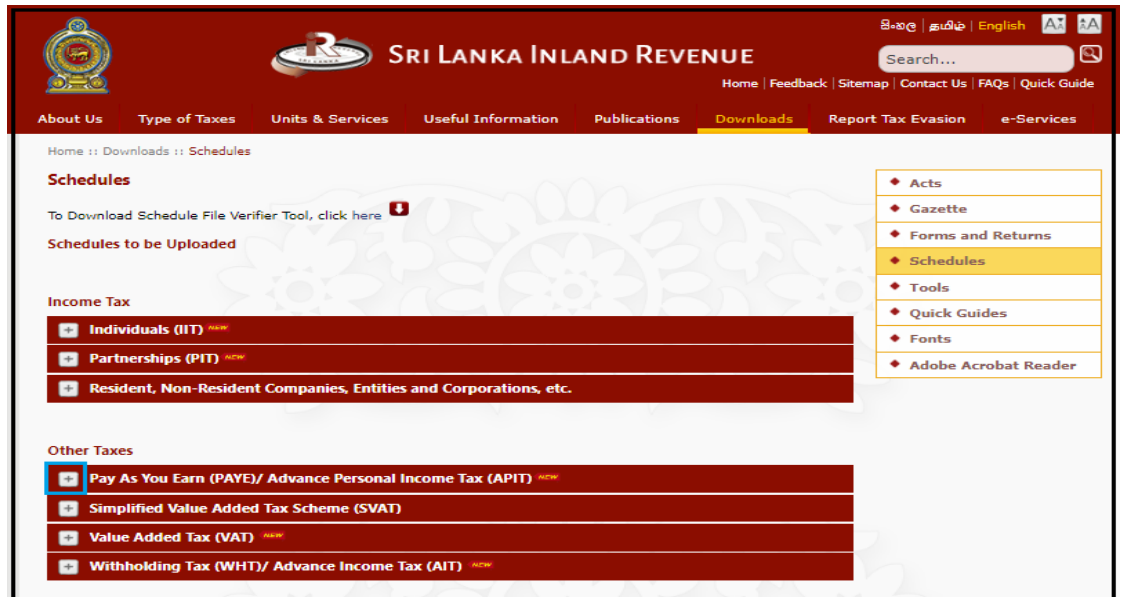 සිංහල | தமிழ் | English A A
SRI LANKA INLAND REVENUE
Search...
Home | Feedback | Sitemap | Contact Us | FAQs | Quick Guide
About Us Type of Taxes Units & Services Useful Information Publications Downloads Report Tax Evasion e-Services
Home :: Downloads :: Schedules
Schedules
To Download Schedule File Verifier Tool, click here
Schedules to be Uploaded
Income Tax
Individuals (IIT) NEW
Partnerships (PIT) NEW
Resident, Non-Resident Companies, Entities and Corporations, etc.
Other Taxes
Pay As You Earn (PAYE)/ Advance Personal Income Tax (APIT) NEW
Simplified Value Added Tax Scheme (SVAT)
Value Added Tax (VAT) NEW
Withholding Tax (WHT)/ Advance Income Tax (AIT) NEW
Acts
Gazette
Forms and Returns
Schedules
Tools
Quick Guides
Fonts
Adobe Acrobat Reader